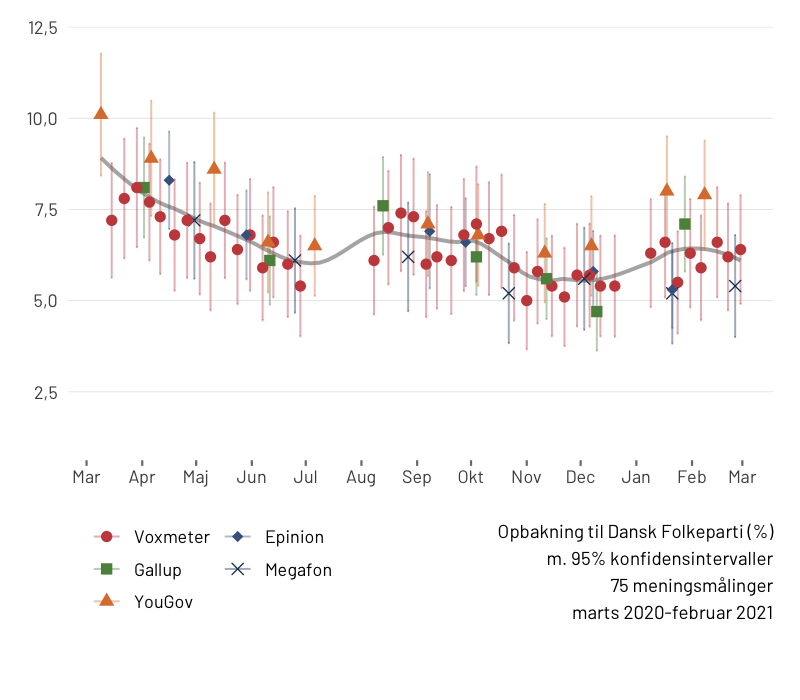 12,5
10,0
7,5
5,0
2,5
Mar Apr Maj Jun Jul Aug Sep Okt Nov Dec Jan Feb Mar
Voxmeter Epinion
Gallup Megafon
YouGov
Opbakning til Dansk Folkeparti (%)
m. 95% konfidensintervaller
75 meningsmålinger
marts 2020-februar 2021